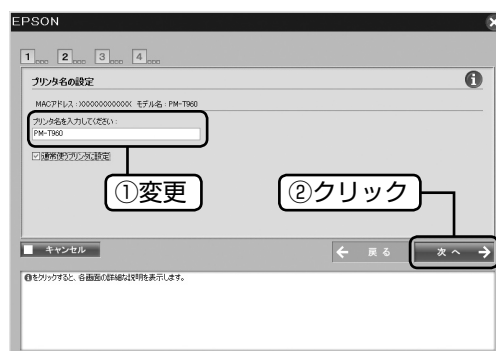 EPSON
1 2 3 4
プリンタ名の設定
MACアドレス：XXXXXXXXXXXX モデル名：PM-T960
プリンタ名を入力してください：
PM-T960
通常使うプリンタに設定
①変更
②クリック
キャンセル
戻る
次へ
をクリックすると、各画面の詳細な説明を表示します。